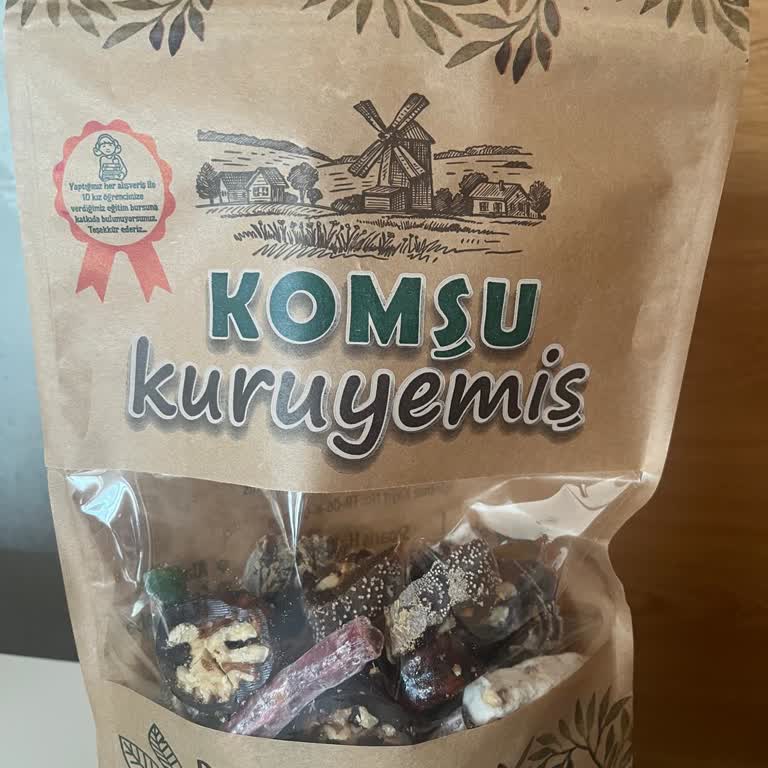 Yaptığınız her alışveriş ile
10 kız öğrencimize
verdiğimiz eğitim bursuna
katkıda bulunuyorsunuz.
Teşekkür ederiz...
KOMŞU
kuruyemiş